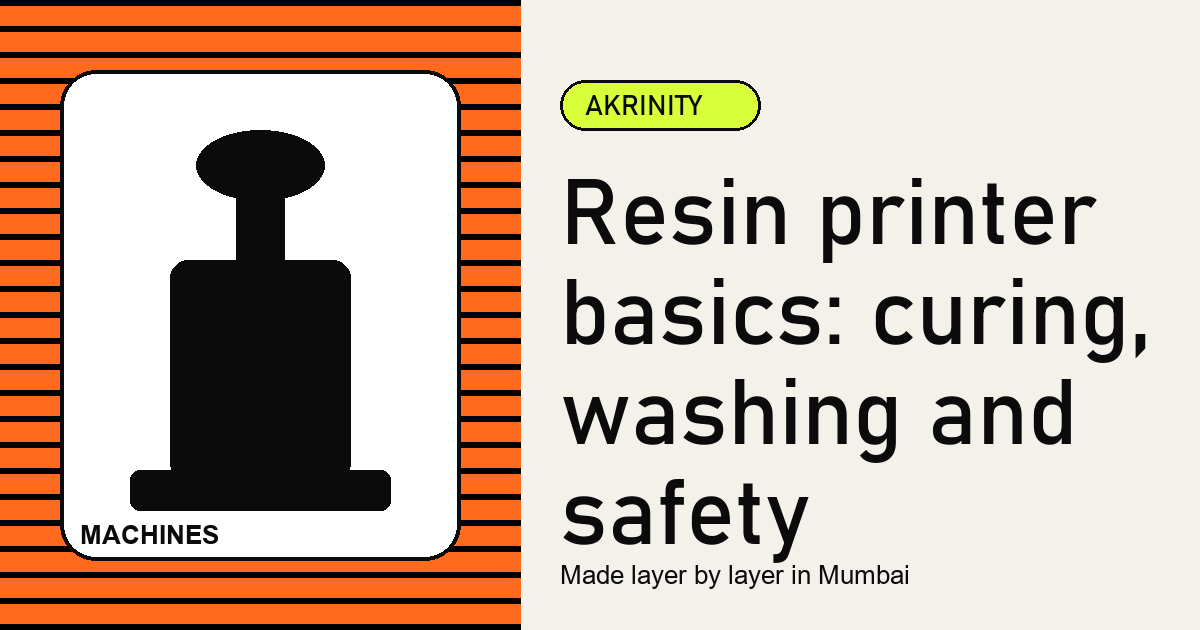 MACHINES
AKRINITY
Resin printer
basics: curing,
washing and
safety
Made layer by layer in Mumbai